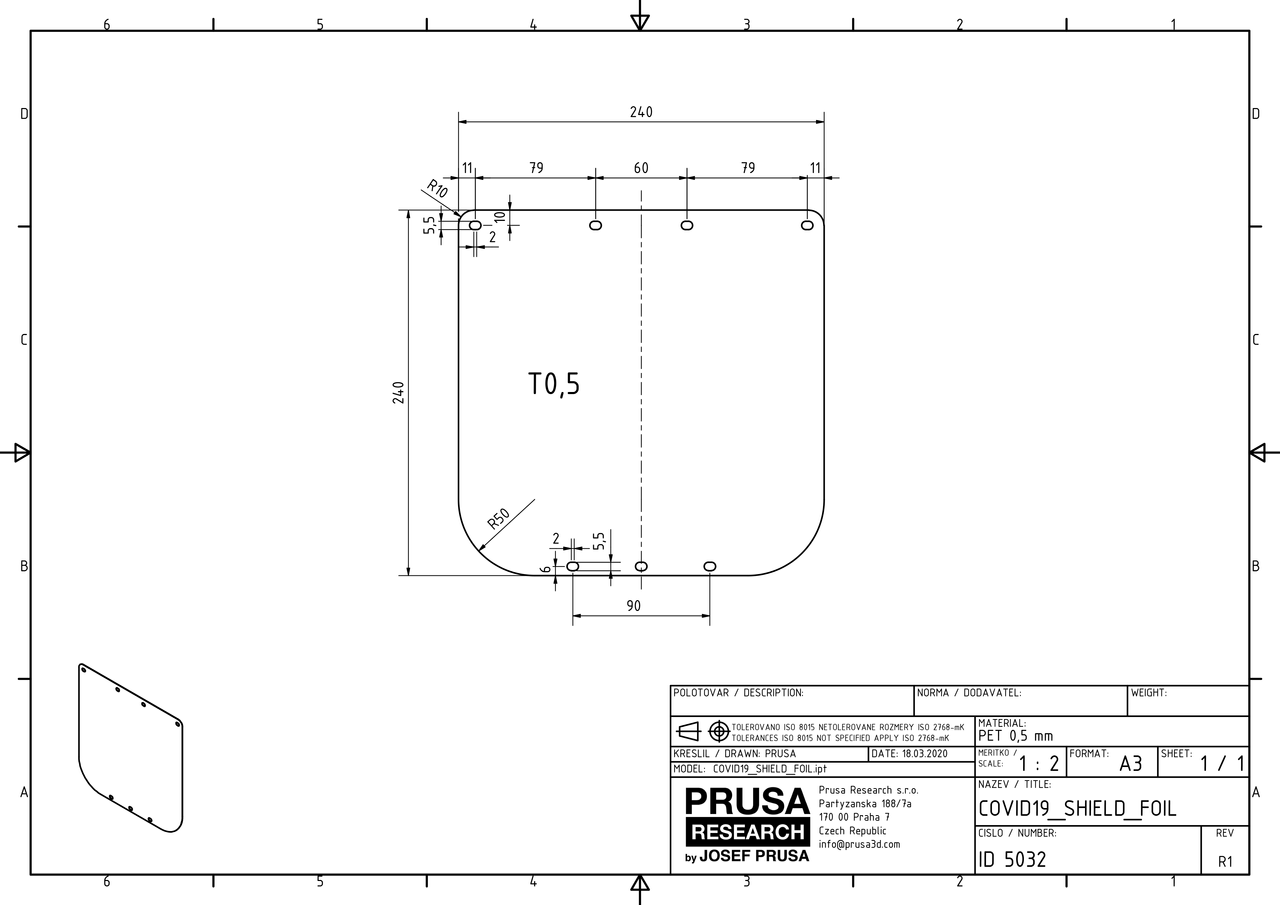 6 5 4 3 2 1
D D
240
11 79 60 79 11
R10
5,5
10
2
C C
240
T0,5
R50
2
5,5
6
B B
90
POLOTOVAR / DESCRIPTION: NORMA / DODAVATEL: WEIGHT:
TOLEROVANO ISO 8015 NETOLEROVANE ROZMERY ISO 2768-mK
TOLERANCES ISO 8015 NOT SPECIFIED APPLY ISO 2768-mK
MATERIAL:
PET 0,5 mm
KRESLIL / DRAWN: PRUSA DATE: 18.03.2020
MODEL: COVID19_SHIELD_FOIL.ipt
MERITKO /
SCALE: 1 : 2
FORMAT: A3
SHEET: 1 / 1
A A
PRUSA
RESEARCH
by JOSEF PRUSA
Prusa Research s.r.o.
Partyzanska 188/7a
170 00 Praha 7
Czech Republic
info@prusa3d.com
NAZEV / TITLE:
COVID19_SHIELD_FOIL
CISLO / NUMBER:
ID 5032
REV
R1
6 5 4 3 2 1